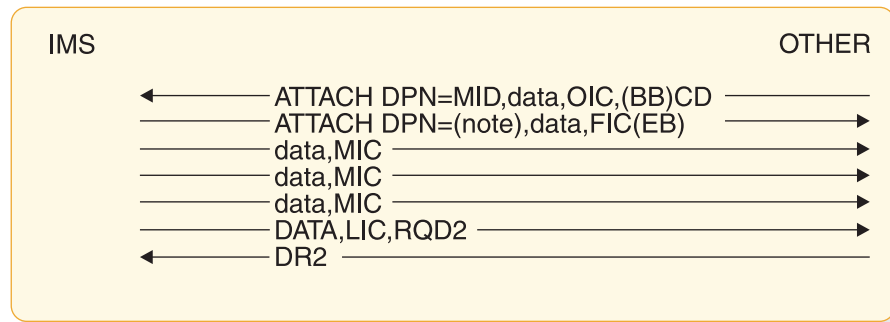 IMS OTHER
ATTACH DPN=MID,data,OIC,(BB)CD
ATTACH DPN=(note),data,FIC(EB)
data,MIC
data,MIC
data,MIC
DATA,LIC,RQD2
DR2